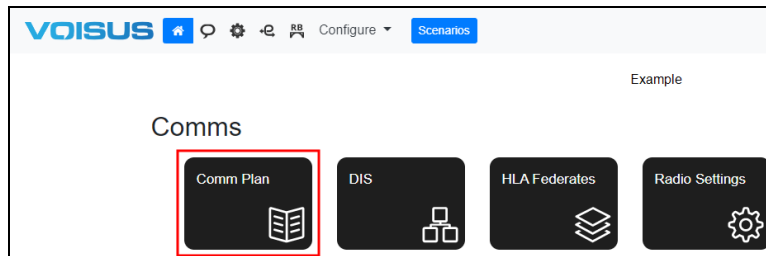 VOISUS RB Configure Scenarios
Example
Comms
Comm Plan DIS HLA Federates Radio Settings